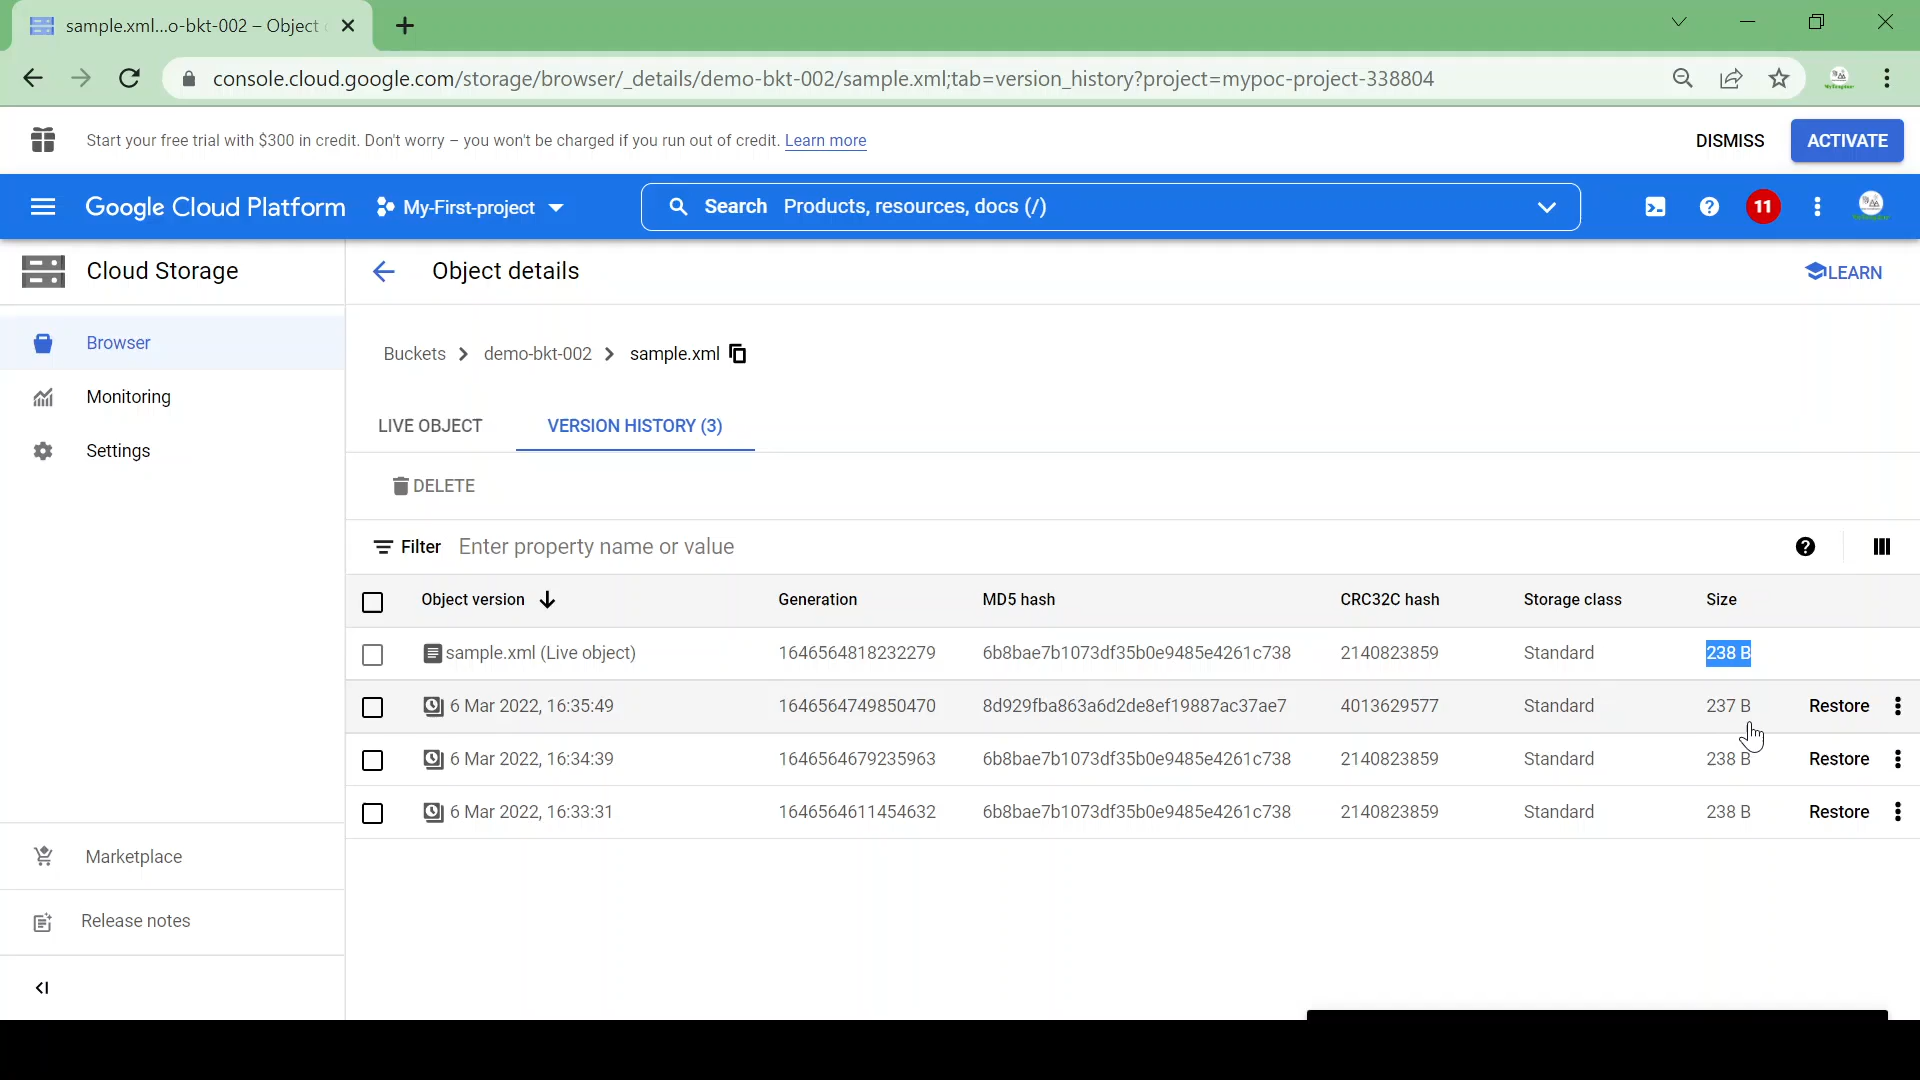 sample.xml...o-bkt-002 – Object
console.cloud.google.com/storage/browser/_details/demo-bkt-002/sample.xml;tab=version_history?project=mypoc-project-338804
Start your free trial with $300 in credit. Don't worry – you won't be charged if you run out of credit. Learn more
DISMISS
ACTIVATE
Google Cloud Platform
My-First-project
Search Products, resources, docs (/)
11
Cloud Storage
Object details
LEARN
Browser
Monitoring
Settings
Marketplace
Release notes
Buckets
demo-bkt-002
sample.xml
LIVE OBJECT
VERSION HISTORY (3)
DELETE
Filter Enter property name or value
Object version Generation MD5 hash CRC32C hash Storage class Size
sample.xml (Live object) 1646564818232279 6b8bae7b1073df35b0e9485e4261c738 2140823859 Standard 238 B
6 Mar 2022, 16:35:49 1646564749850470 8d929fba863a6d2de8ef19887ac37ae7 4013629577 Standard 237 B Restore
6 Mar 2022, 16:34:39 1646564679235963 6b8bae7b1073df35b0e9485e4261c738 2140823859 Standard 238 B Restore
6 Mar 2022, 16:33:31 1646564611454632 6b8bae7b1073df35b0e9485e4261c738 2140823859 Standard 238 B Restore